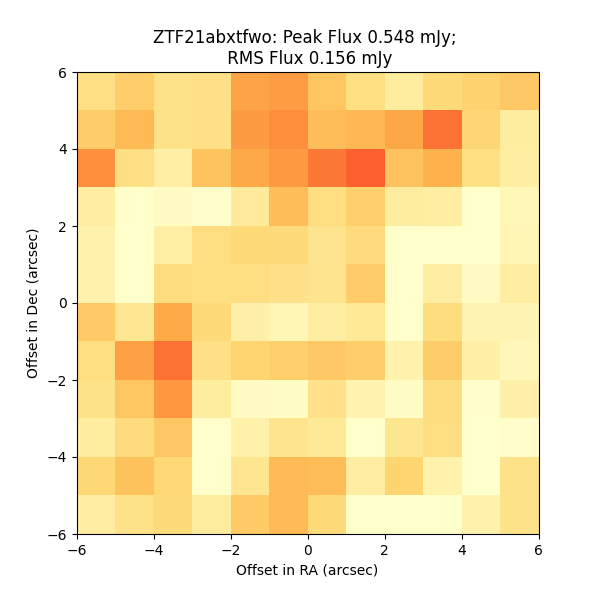 ZTF21abxtfwo: Peak Flux 0.548 mJy;
RMS Flux 0.156 mJy
6
4
2
0
−2
−4
−6
Offset in Dec (arcsec)
−6 −4 −2 0 2 4 6
Offset in RA (arcsec)